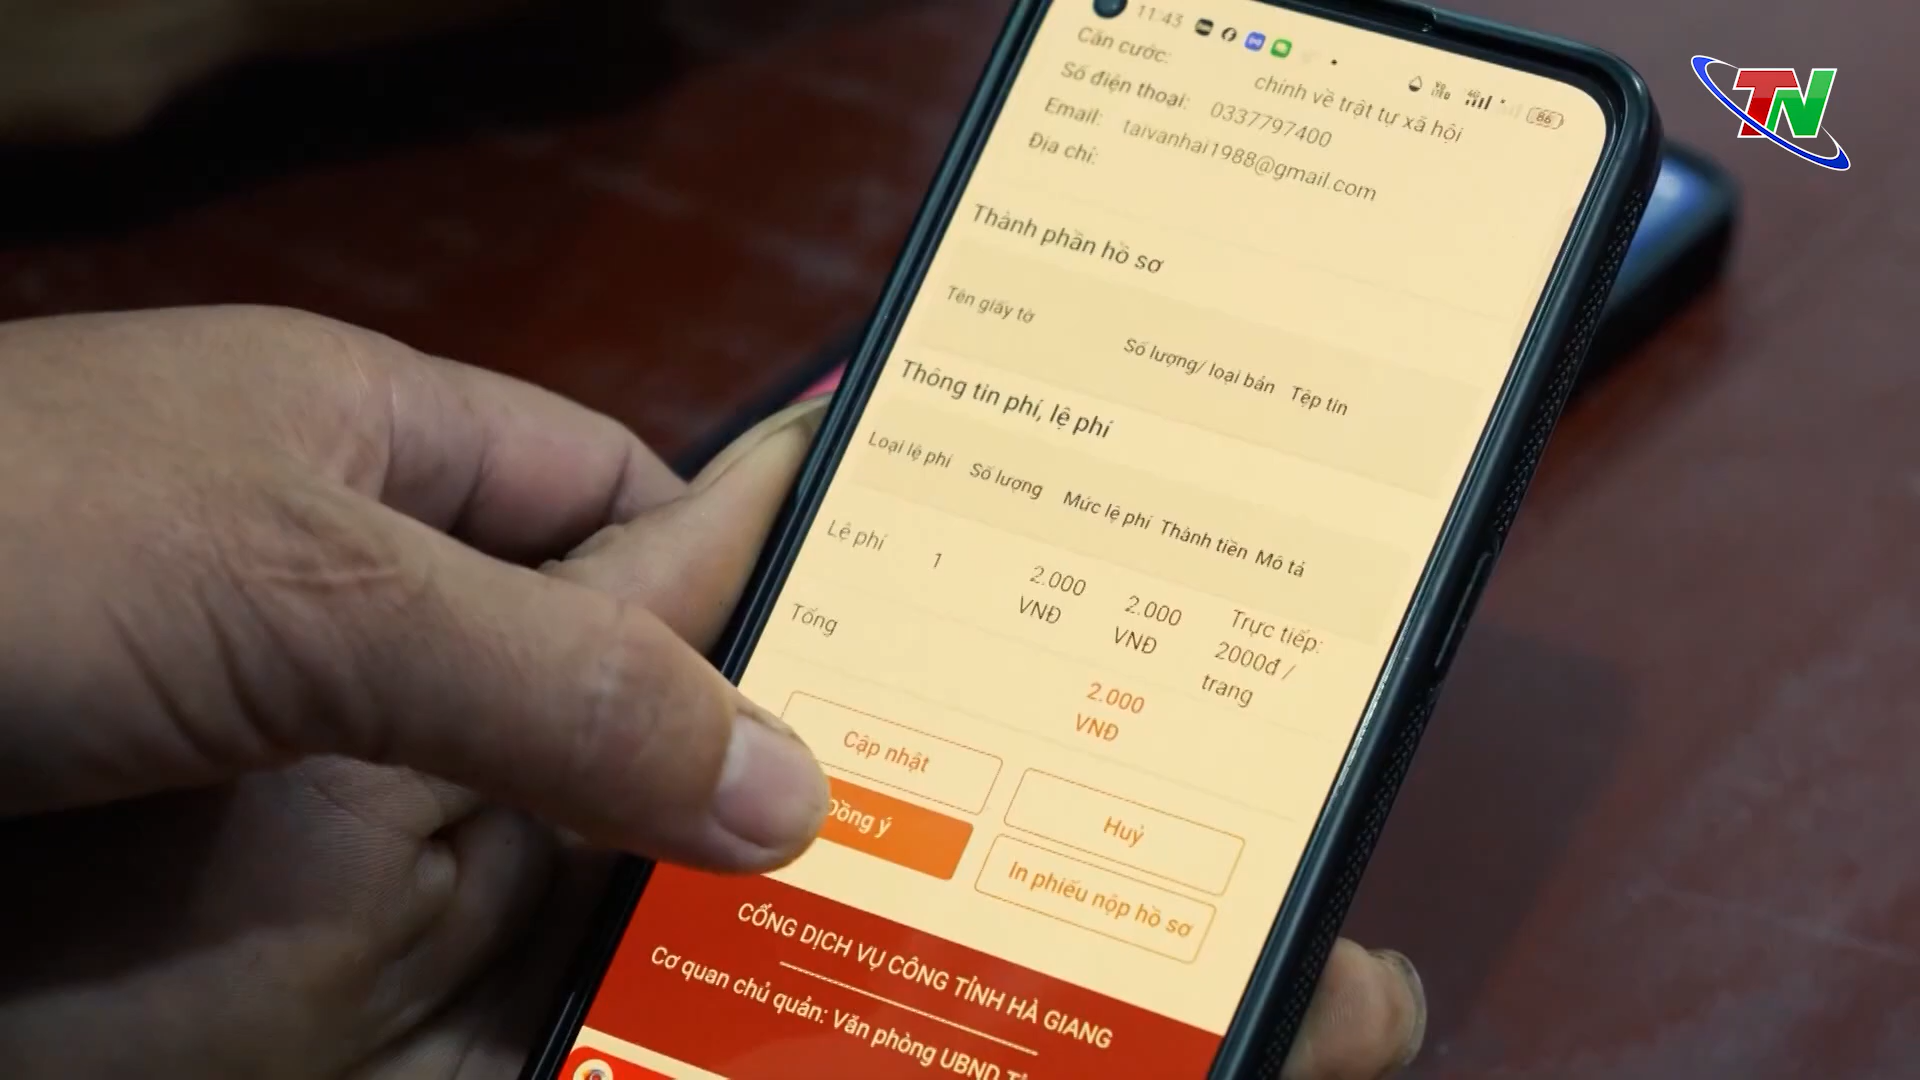 TN
11:43
86
Căn cước:
chính về trật tự xã hội
Số điện thoại: 0337797400
Email: taivanhai1988@gmail.com
Địa chỉ:
Thành phần hồ sơ
Tên giấy tờ Số lượng/ loại bản Tệp tin
Thông tin phí, lệ phí
Loại lệ phí Số lượng Mức lệ phí Thành tiền Mô tả
Lệ phí 1 2.000 VNĐ 2.000 VNĐ Trực tiếp: 2000đ / trang
Tổng 2.000 VNĐ
Cập nhật
Huỷ
Đồng ý
In phiếu nộp hồ sơ
CỔNG DỊCH VỤ CÔNG TỈNH HÀ GIANG
Cơ quan chủ quản: Văn phòng UBND